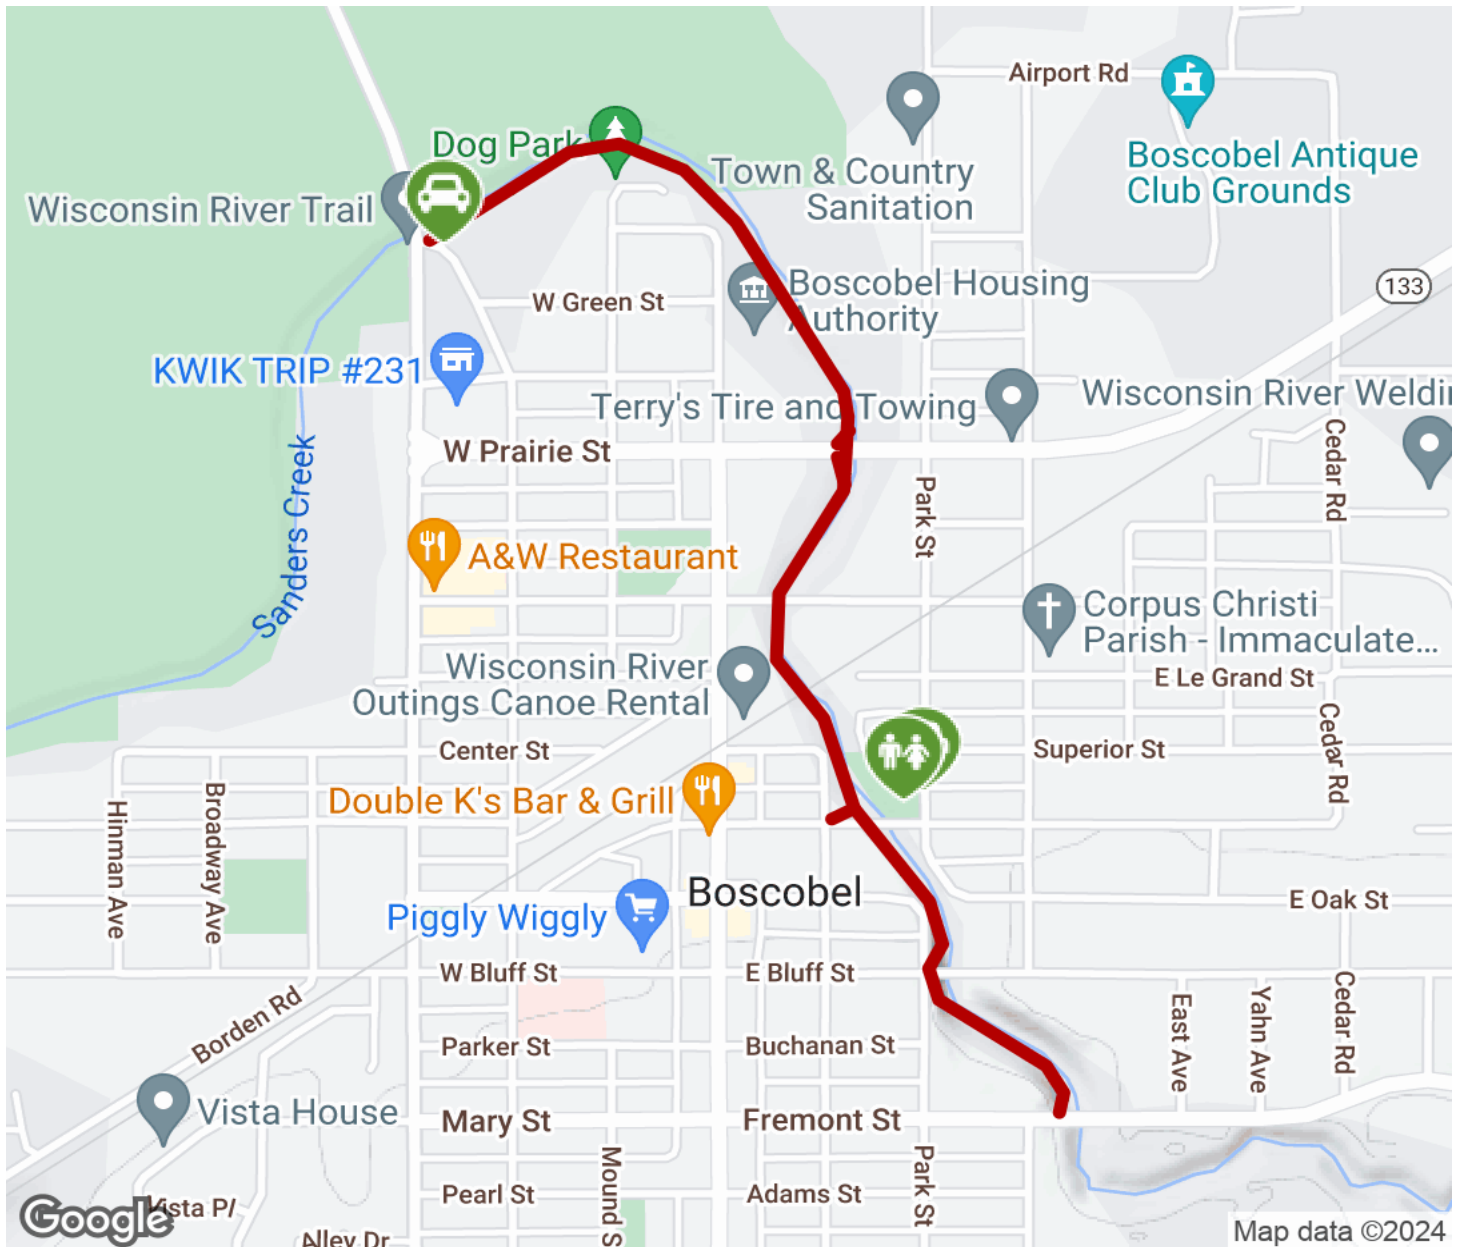 Airport Rd
Dog Park
Boscobel Antique
Club Grounds
Town & Country
Sanitation
Wisconsin River Trail
Boscobel Housing
Authority
133
W Green St
KWIK TRIP #231
Terry's Tire and Towing
Wisconsin River Weldin
W Prairie St
Cedar Rd
Park St
Sanders Creek
A&W Restaurant
Corpus Christi
Parish - Immaculate...
Wisconsin River
Outings Canoe Rental
E Le Grand St
Center St
Superior St
Cedar Rd
Double K's Bar & Grill
Hinman Ave
Broadway Ave
Boscobel
E Oak St
Piggly Wiggly
W Bluff St
E Bluff St
Borden Rd
East Ave
Yahn Ave
Cedar Rd
Parker St
Buchanan St
Vista House
Mary St
Fremont St
Mound S
Park St
Pearl St
Adams St
Vista Pl
Google
Alley Dr
Map data ©2024